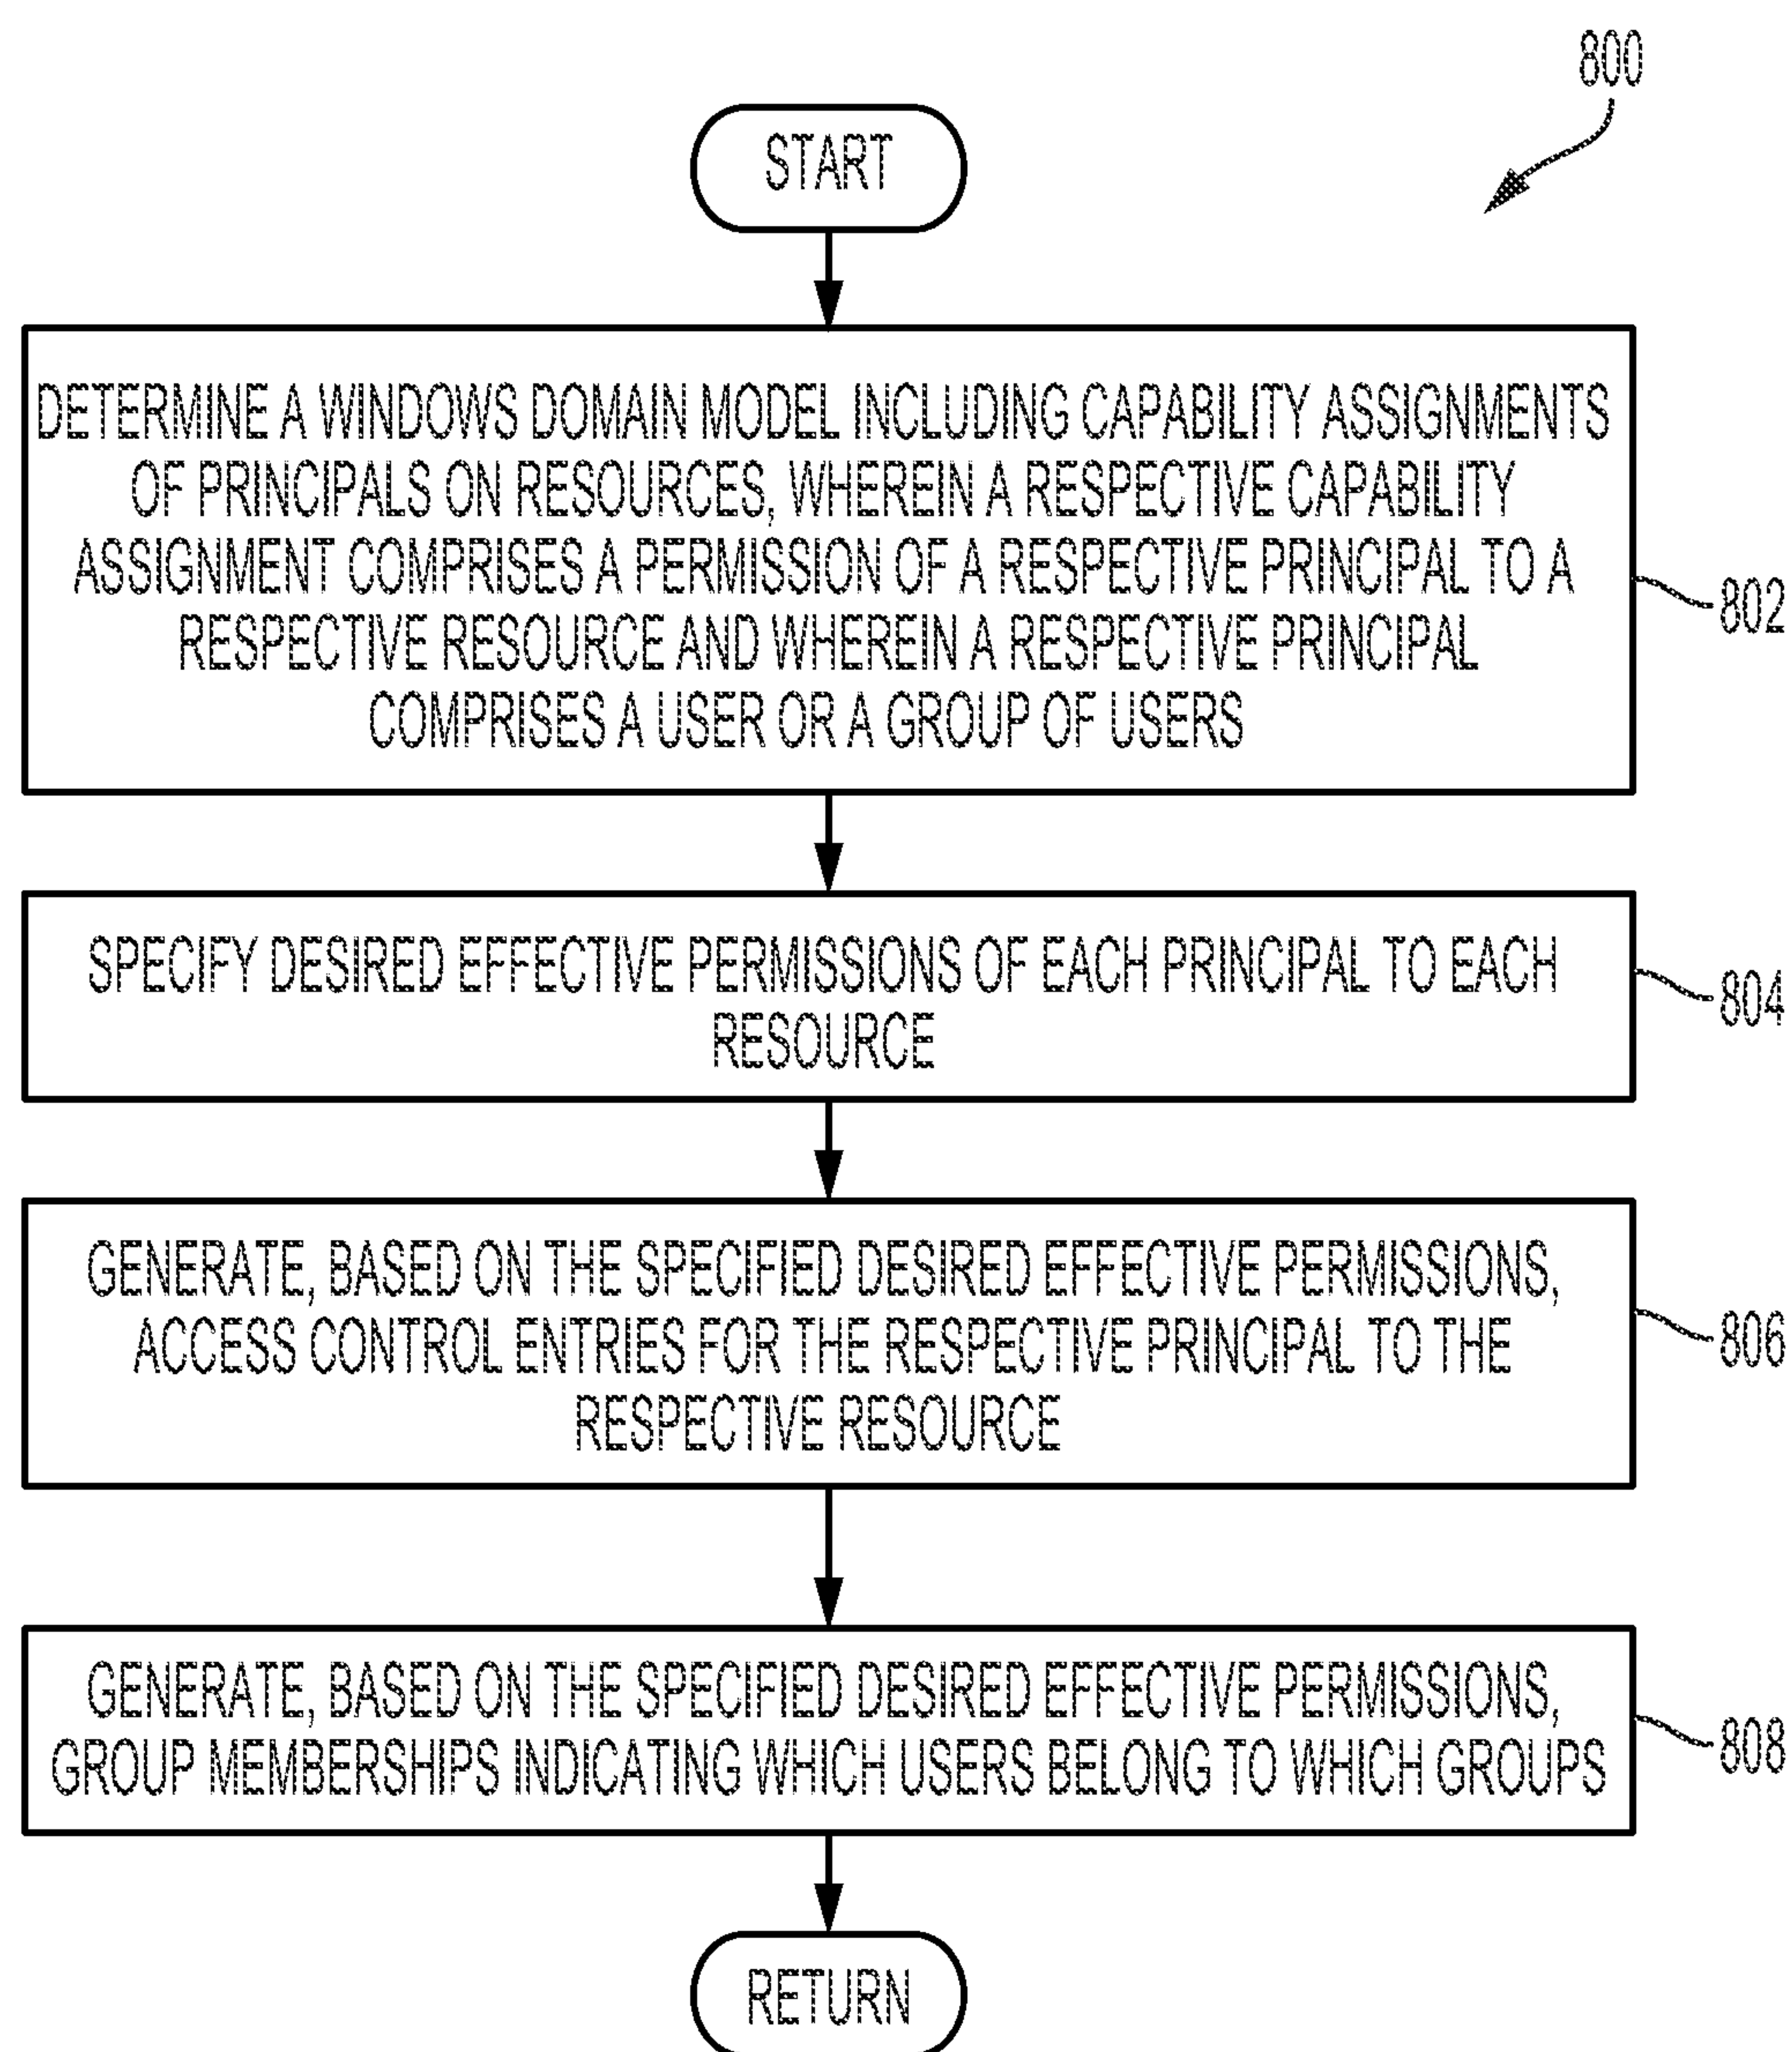 800
START
DETERMINE A WINDOWS DOMAIN MODEL INCLUDING CAPABILITY ASSIGNMENTS
OF PRINCIPALS ON RESOURCES, WHEREIN A RESPECTIVE CAPABILITY
ASSIGNMENT COMPRISES A PERMISSION OF A RESPECTIVE PRINCIPAL TO A
RESPECTIVE RESOURCE AND WHEREIN A RESPECTIVE PRINCIPAL
COMPRISES A USER OR A GROUP OF USERS
802
SPECIFY DESIRED EFFECTIVE PERMISSIONS OF EACH PRINCIPAL TO EACH
RESOURCE
804
GENERATE, BASED ON THE SPECIFIED DESIRED EFFECTIVE PERMISSIONS,
ACCESS CONTROL ENTRIES FOR THE RESPECTIVE PRINCIPAL TO THE
RESPECTIVE RESOURCE
806
GENERATE, BASED ON THE SPECIFIED DESIRED EFFECTIVE PERMISSIONS,
GROUP MEMBERSHIPS INDICATING WHICH USERS BELONG TO WHICH GROUPS
808
RETURN